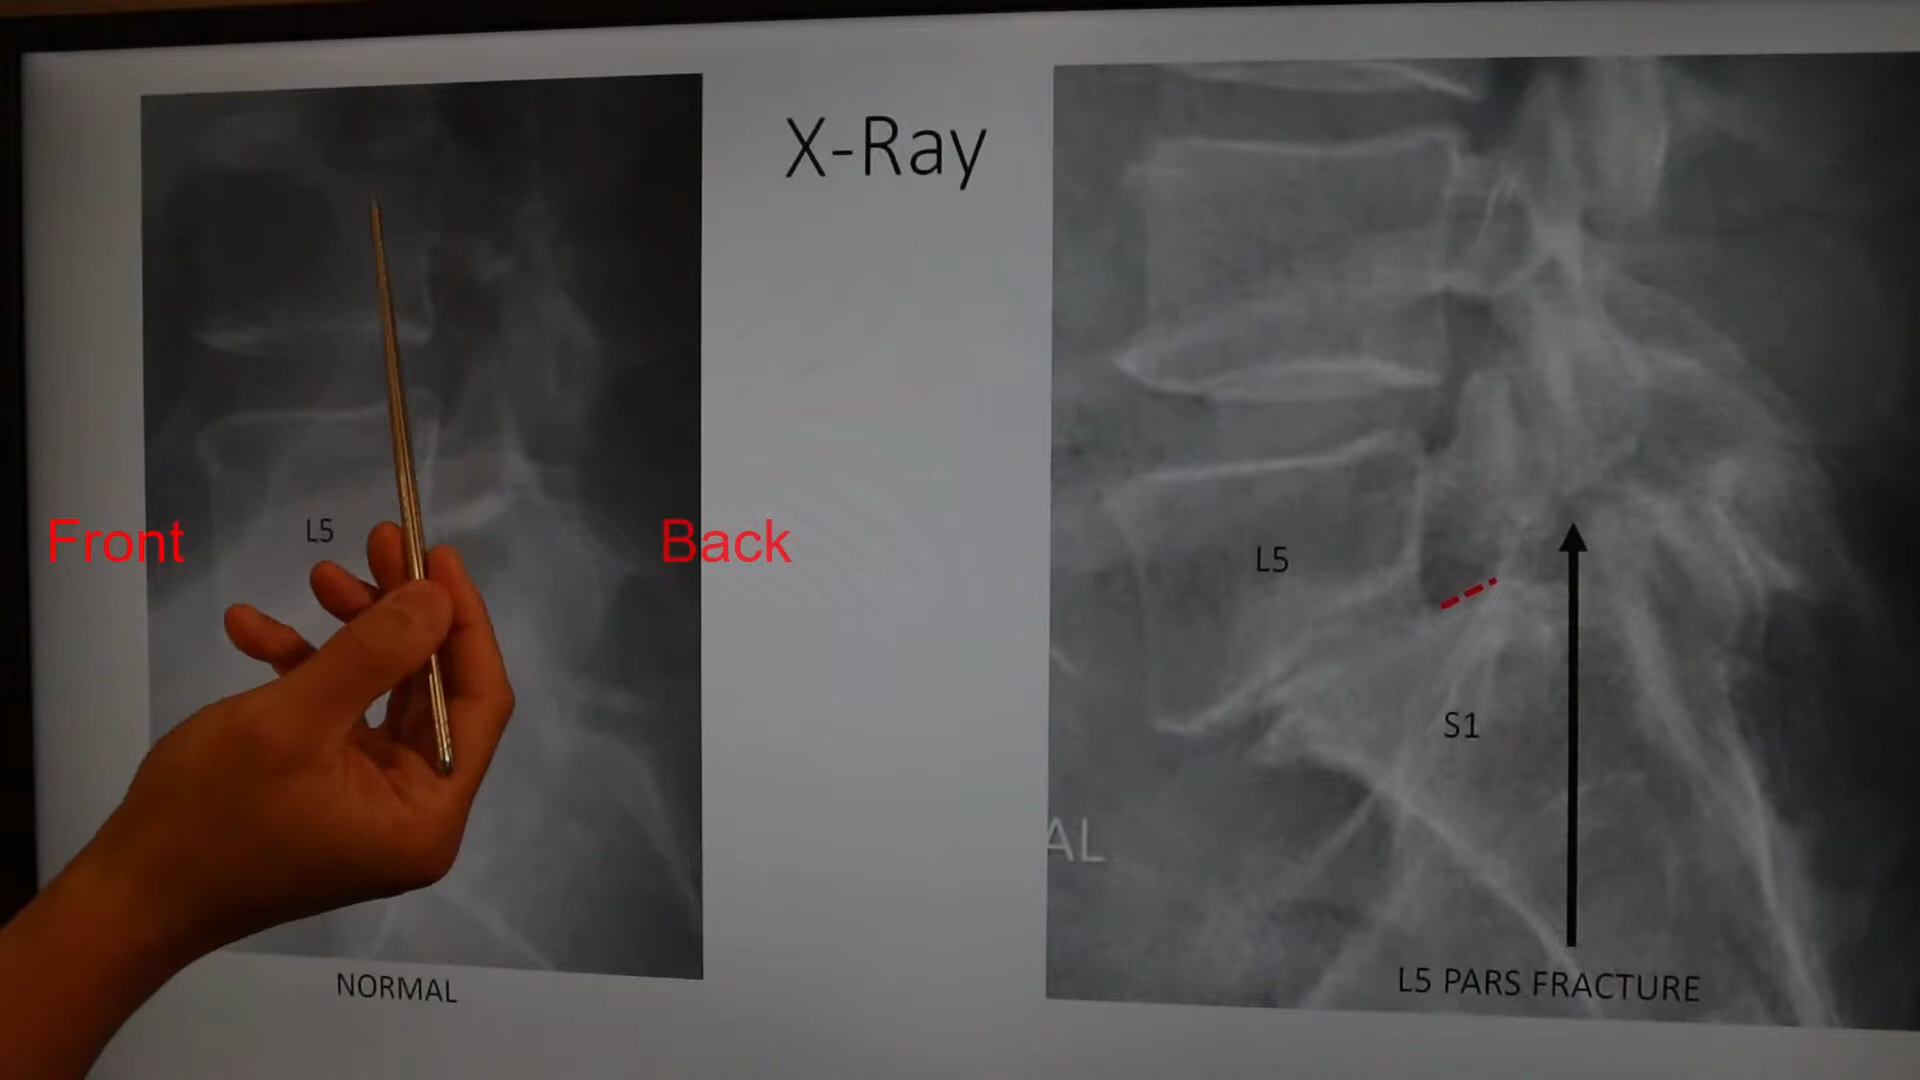 X-Ray
Front
L5
Back
NORMAL
L5
S1
AL
L5 PARS FRACTURE